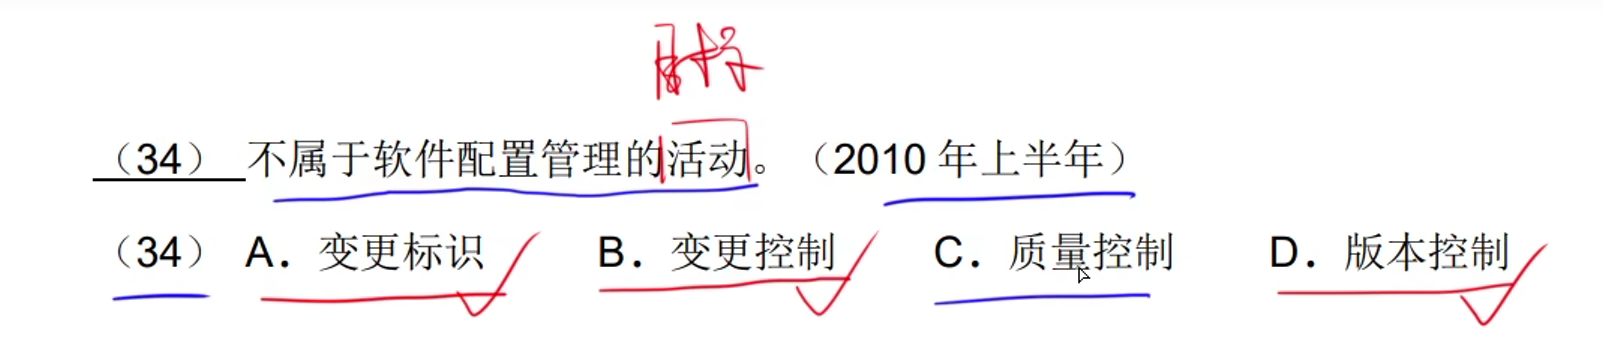 (34) 不属于软件配置管理的活动。（2010 年上半年）
（34） A．变更标识 B．变更控制 C．质量控制 D．版本控制